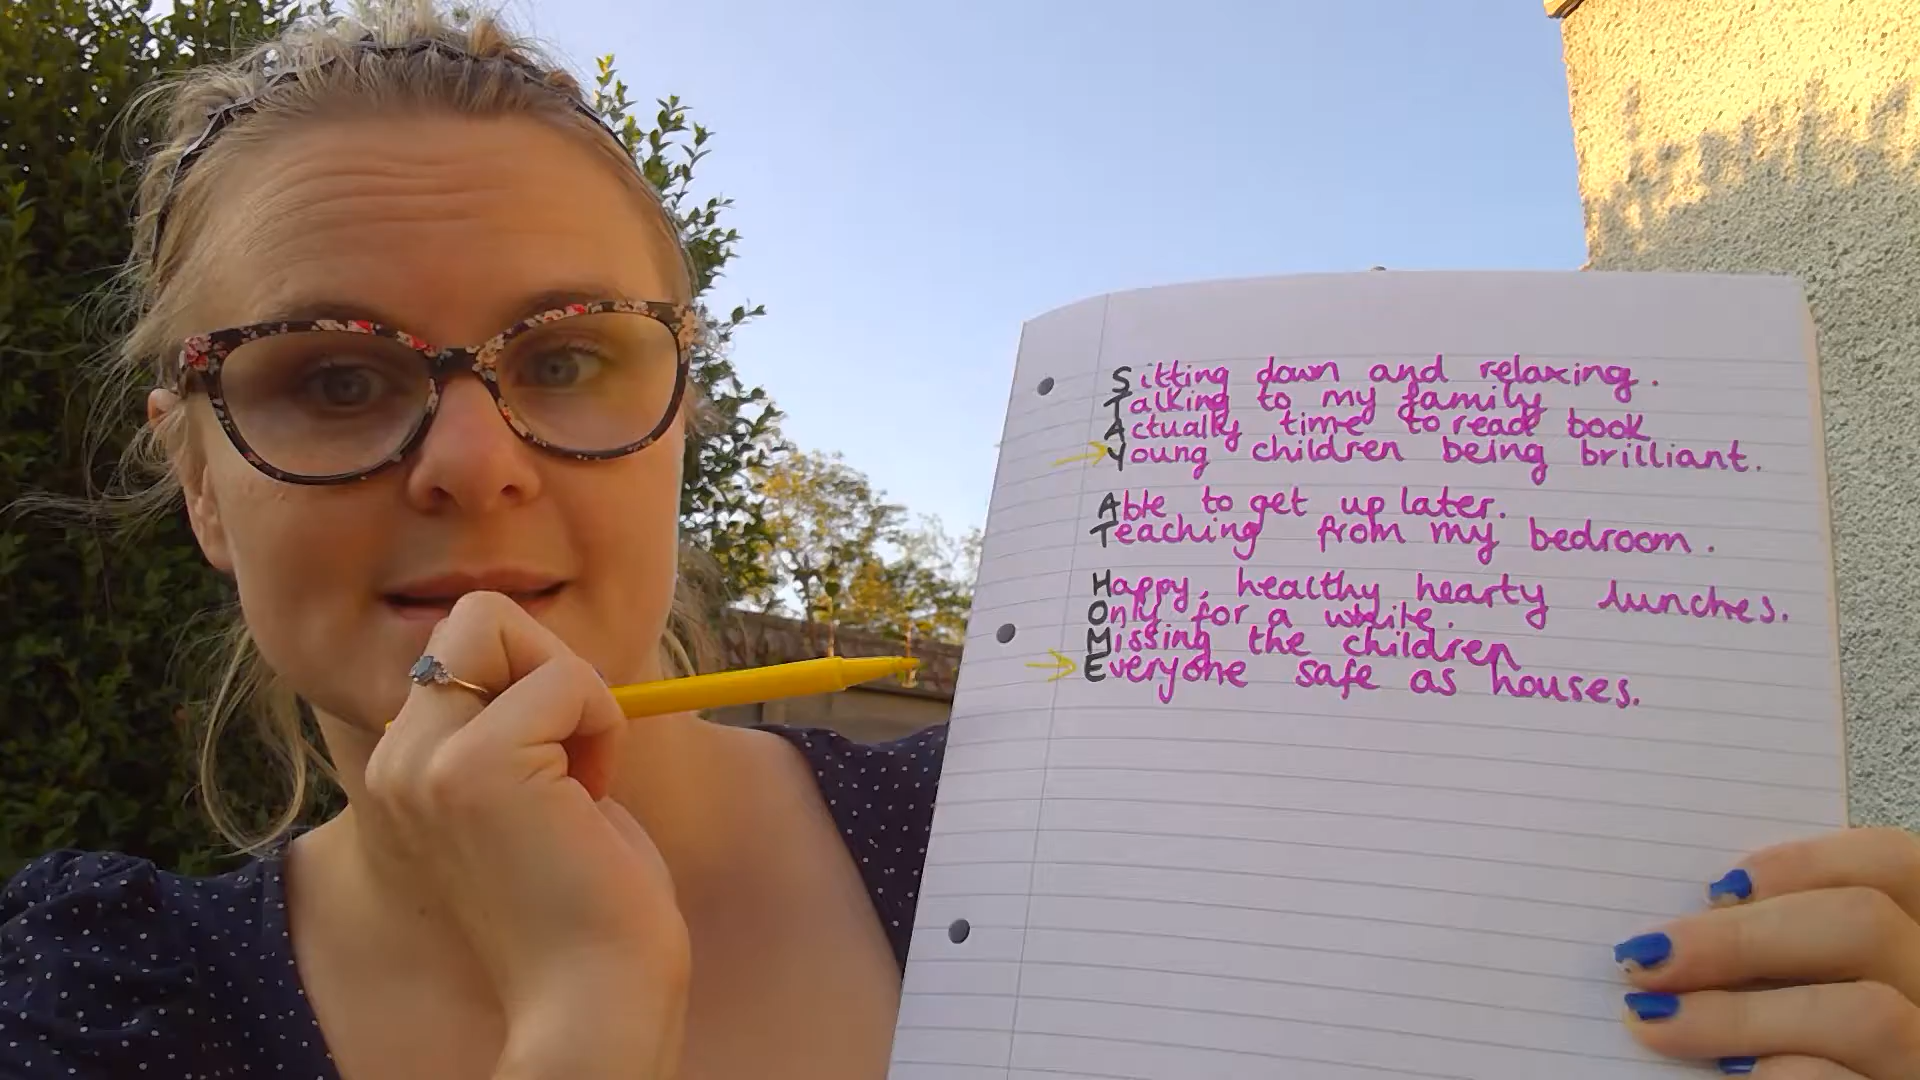 Sitting down and relaxing.
Talking to my family
Actually time to read book
Young children being brilliant.
Able to get up later.
Teaching from my bedroom.
Happy, healthy hearty lunches.
Only for a while.
Missing the children
Everyone safe as houses.